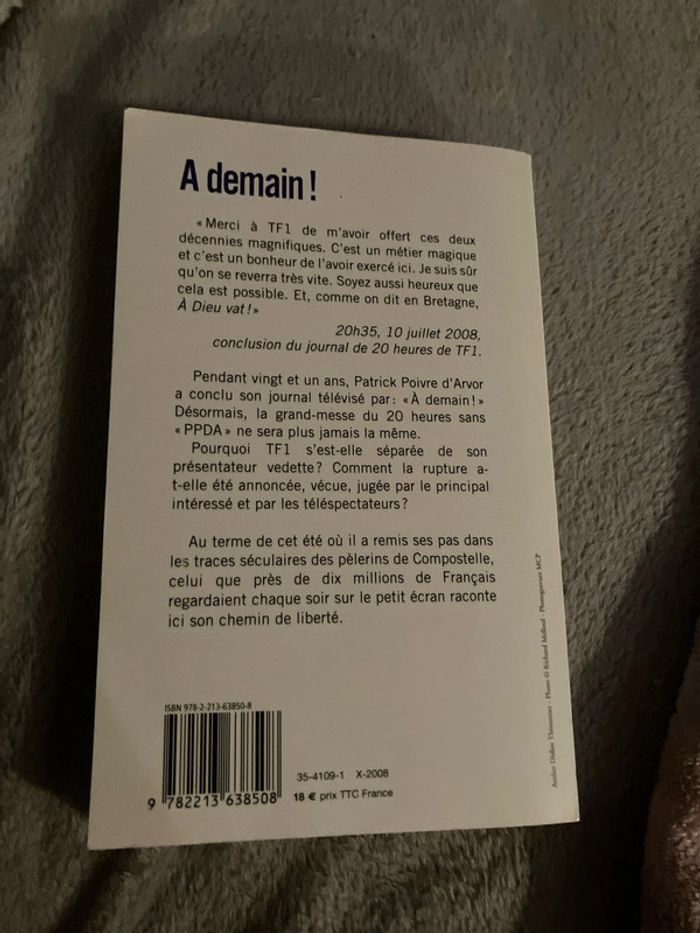 A demain !
« Merci à TF1 de m'avoir offert ces deux
décennies magnifiques. C'est un métier magique
et c'est un bonheur de l'avoir exercé ici. Je suis sûr
qu'on se reverra très vite. Soyez aussi heureux que
cela est possible. Et, comme on dit en Bretagne,
À Dieu vat ! »
20h35, 10 juillet 2008,
conclusion du journal de 20 heures de TF1.
Pendant vingt et un ans, Patrick Poivre d'Arvor
a conclu son journal télévisé par : « À demain ! »
Désormais, la grand-messe du 20 heures sans
« PPDA » ne sera plus jamais la même.
Pourquoi TF1 s'est-elle séparée de son
présentateur vedette ? Comment la rupture a-
t-elle été annoncée, vécue, jugée par le principal
intéressé et par les téléspectateurs ?
Au terme de cet été où il a remis ses pas dans
les traces séculaires des pèlerins de Compostelle,
celui que près de dix millions de Français
regardaient chaque soir sur le petit écran raconte
ici son chemin de liberté.
ISBN 978-2-213-63850-8
9 782213 638508
35-4109-1 X-2008
18 € prix TTC France
Atelier Didier Thimonier - Photo © Richard Melloul - Photogravure MCP